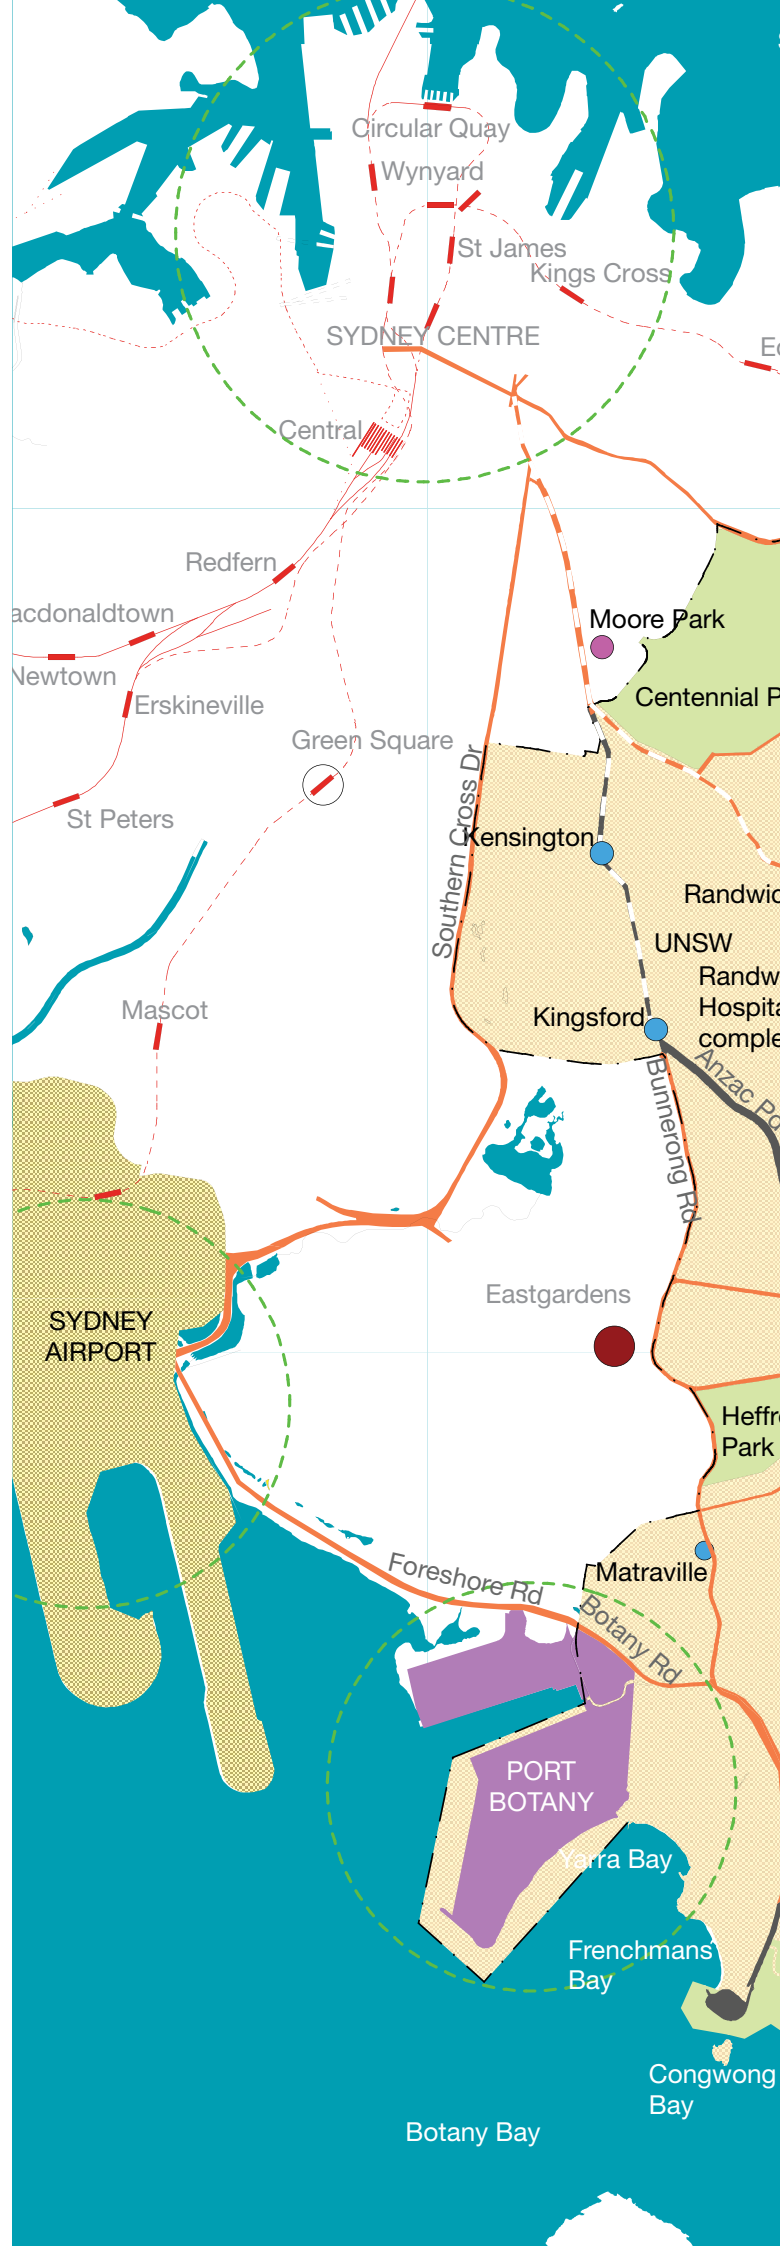 Circular Quay
Wynyard
St James
Kings Cross
SYDNEY CENTRE
Ed
Central
Redfern
acdonaldtown
Moore Park
Newtown
Centennial P
Erskineville
Green Square
St Peters
Southern Cross Dr
Kensington
Randwic
UNSW
Randw
Hospita
comple
Mascot
Kingsford
Anzac Pd
Bunnerong Rd
Eastgardens
SYDNEY
AIRPORT
Heffr
Park
Foreshore Rd
Matraville
Botany Rd
PORT
BOTANY
Yarra Bay
Frenchmans
Bay
Congwong
Bay
Botany Bay